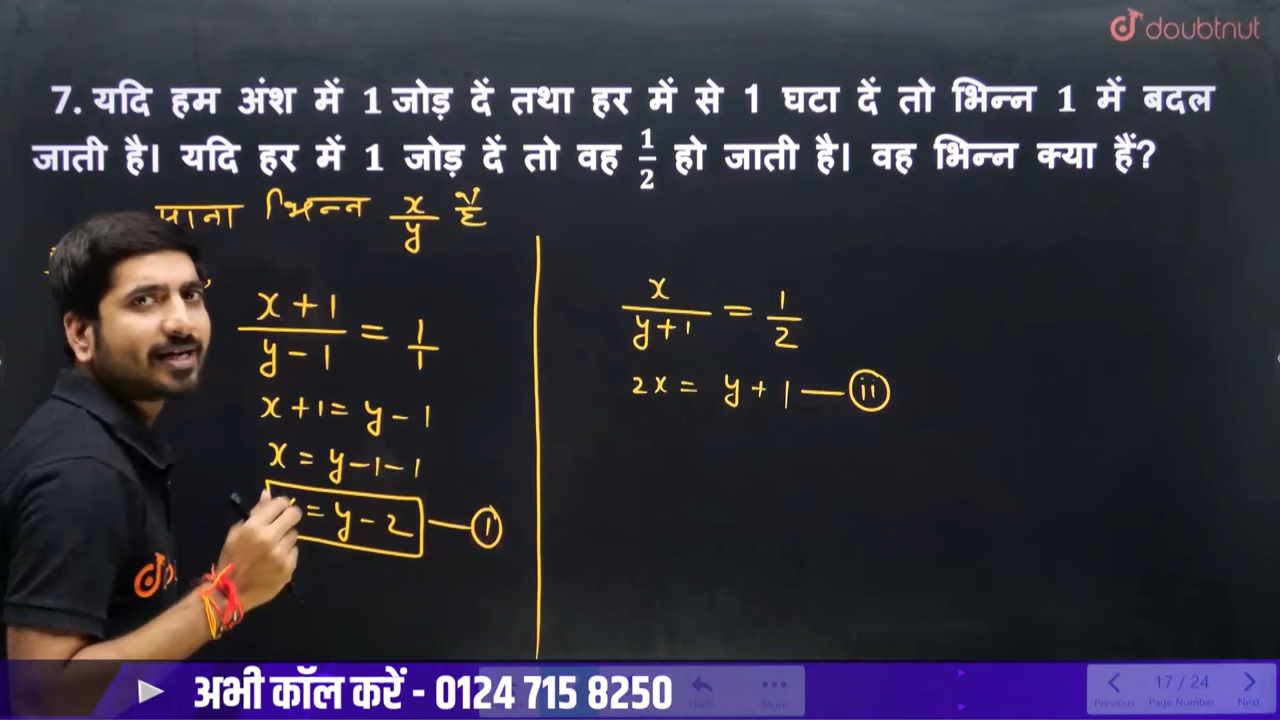 doubtnut
7. यदि हम अंश में 1 जोड़ दें तथा हर में से 1 घटा दें तो भिन्न 1 में बदल
जाती है। यदि हर में 1 जोड़ दें तो वह 1/2 हो जाती है। वह भिन्न क्या हैं?
माना भिन्न x/y है
(x+1)/(y-1) = 1/1
x+1= y-1
x = y-1-1
= y-2 — (i)
x/(y+1) = 1/2
2x = y+1 — (ii)
अभी कॉल करें - 0124 715 8250
Undo
More
17 / 24
Previous Page Number Next